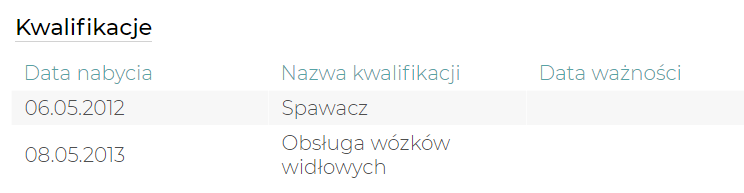 Kwalifikacje
Data nabycia Nazwa kwalifikacji Data ważności
06.05.2012 Spawacz
08.05.2013 Obsługa wózków
widłowych